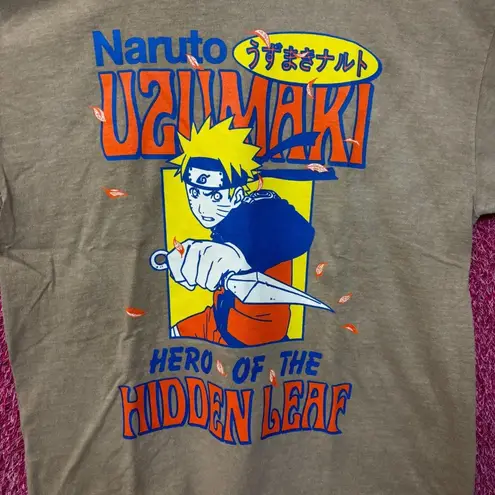 Naruto
うずまきナルト
UZUMAKI
HERO OF THE
HIDDEN LEAF